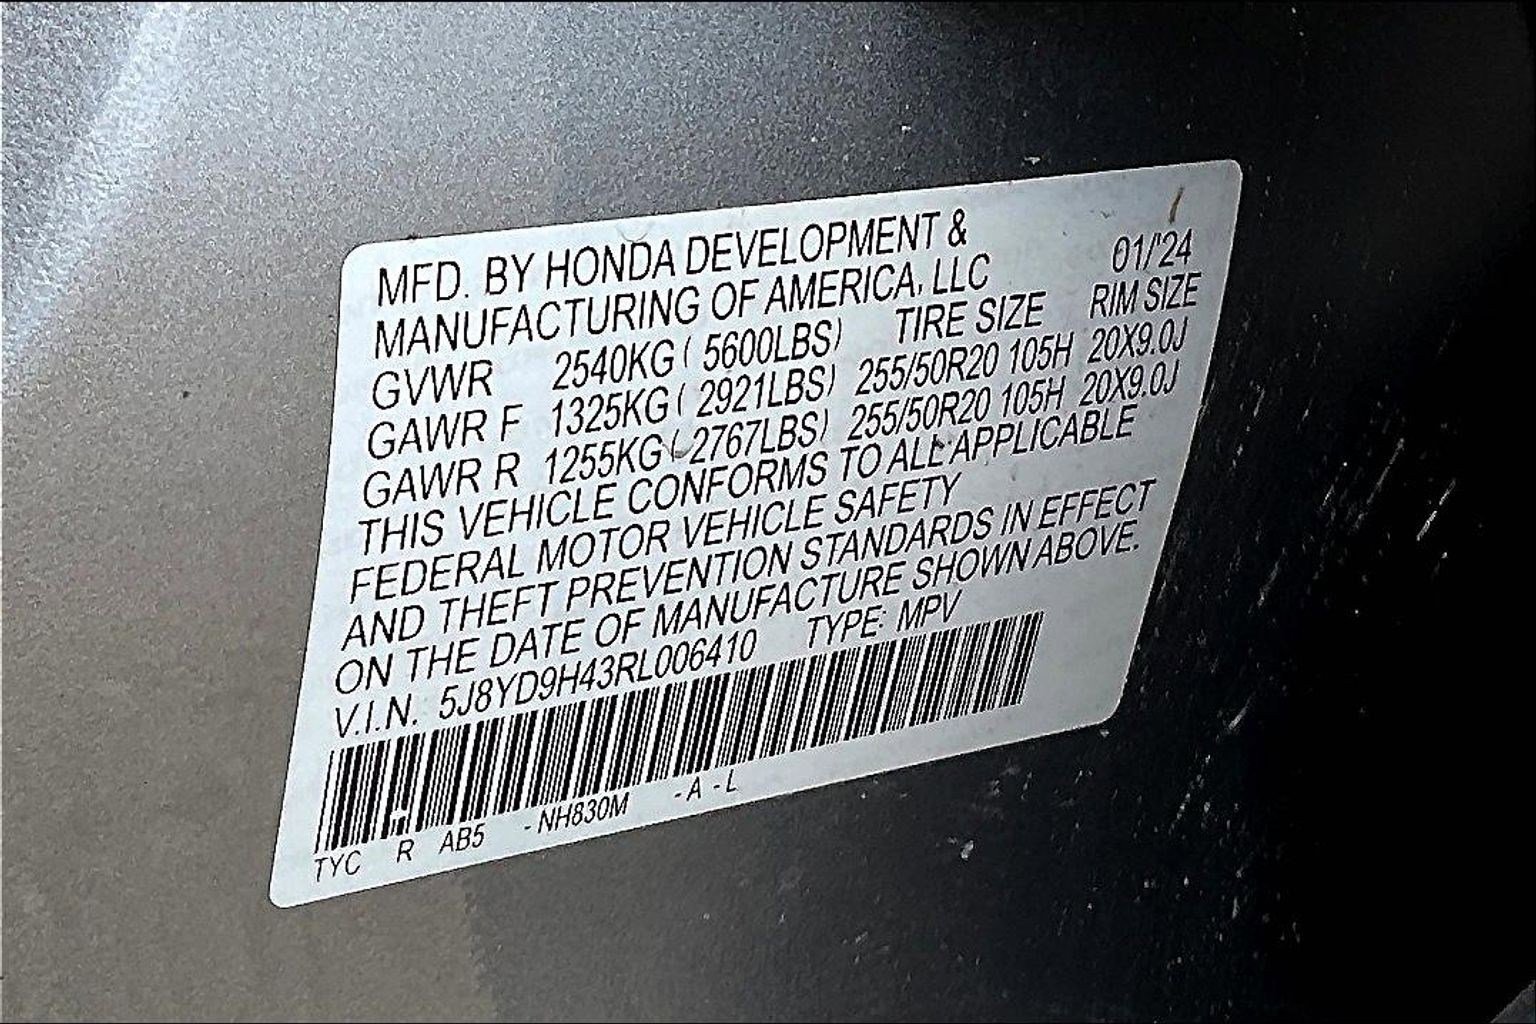 MFD. BY HONDA DEVELOPMENT &
MANUFACTURING OF AMERICA, LLC 01/'24
GVWR 2540KG ( 5600LBS) TIRE SIZE RIM SIZE
GAWR F 1325KG ( 2921LBS) 255/50R20 105H 20X9.0J
GAWR R 1255KG ( 2767LBS) 255/50R20 105H 20X9.0J
THIS VEHICLE CONFORMS TO ALL APPLICABLE
FEDERAL MOTOR VEHICLE SAFETY
AND THEFT PREVENTION STANDARDS IN EFFECT
ON THE DATE OF MANUFACTURE SHOWN ABOVE.
V.I.N. 5J8YD9H43RL006410 TYPE: MPV
TYC R AB5 -NH830M -A -L